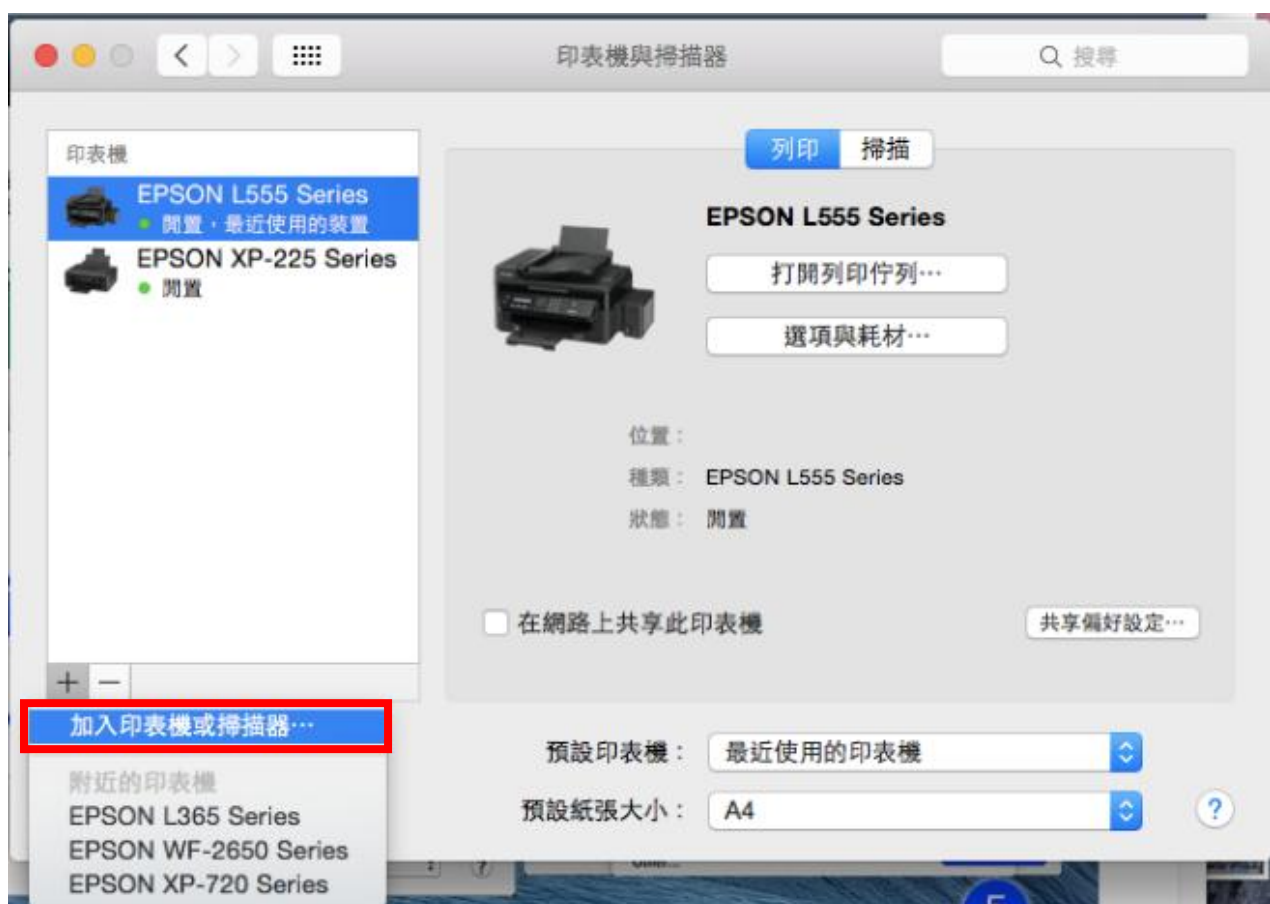 印表機與掃描器
搜尋
印表機
EPSON L555 Series
閒置，最近使用的裝置
EPSON XP-225 Series
閒置
列印 掃描
EPSON L555 Series
打開列印佇列⋯
選項與耗材⋯
位置：
種類： EPSON L555 Series
狀態： 閒置
在網路上共享此印表機
共享偏好設定⋯
+ −
加入印表機或掃描器⋯
附近的印表機
EPSON L365 Series
EPSON WF-2650 Series
EPSON XP-720 Series
預設印表機： 最近使用的印表機
預設紙張大小： A4
?